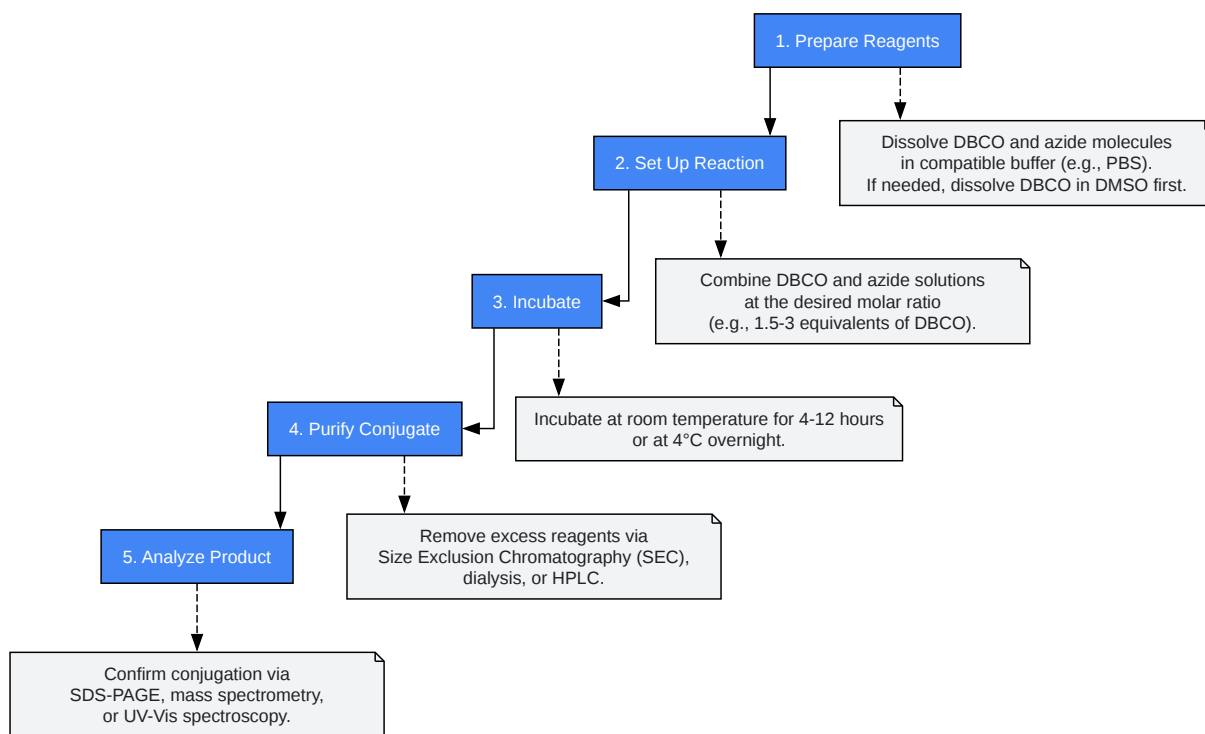 1. Prepare Reagents
Dissolve DBCO and azide molecules
in compatible buffer (e.g., PBS).
If needed, dissolve DBCO in DMSO first.
2. Set Up Reaction
Combine DBCO and azide solutions
at the desired molar ratio
(e.g., 1.5-3 equivalents of DBCO).
3. Incubate
Incubate at room temperature for 4-12 hours
or at 4°C overnight.
4. Purify Conjugate
Remove excess reagents via
Size Exclusion Chromatography (SEC),
dialysis, or HPLC.
5. Analyze Product
Confirm conjugation via
SDS-PAGE, mass spectrometry,
or UV-Vis spectroscopy.